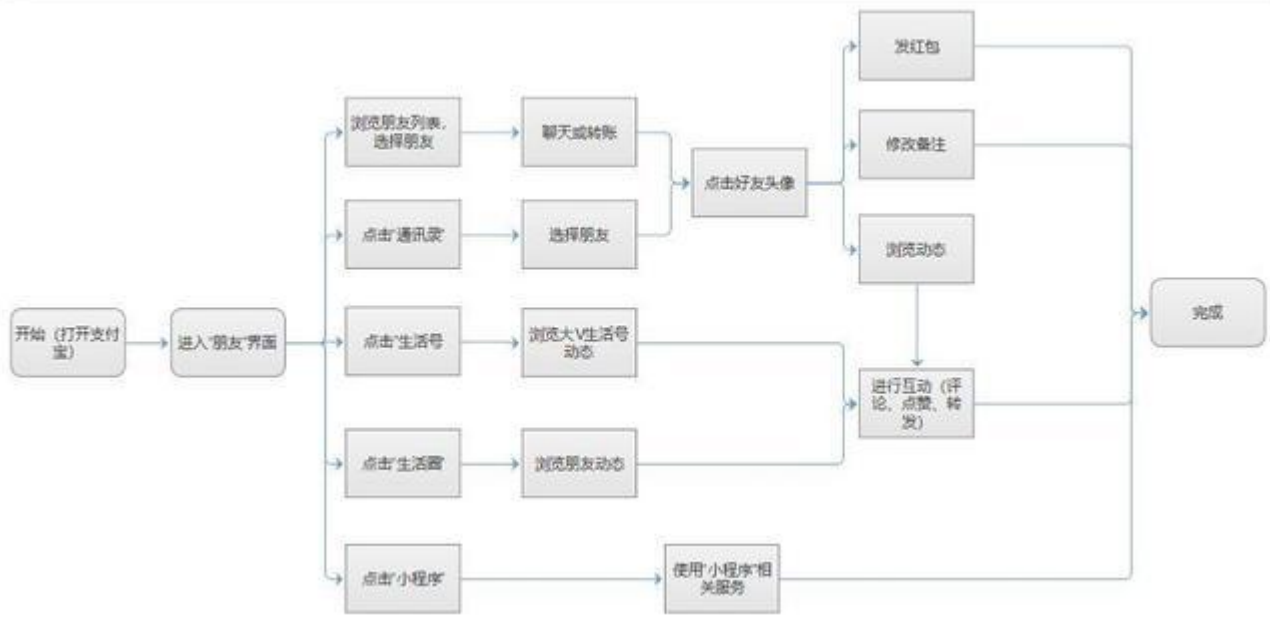 发红包
浏览朋友列表,
选择朋友
聊天或转账
修改备注
点击好友头像
点击"通讯录"
选择朋友
浏览动态
开始（打开支付
宝）
进入"朋友"界面
点击"生活号
浏览大V生活号
动态
完成
进行互动（评
论、点赞、转
发）
点击"生活圈"
浏览朋友动态
点击"小程序"
使用"小程序"相
关服务